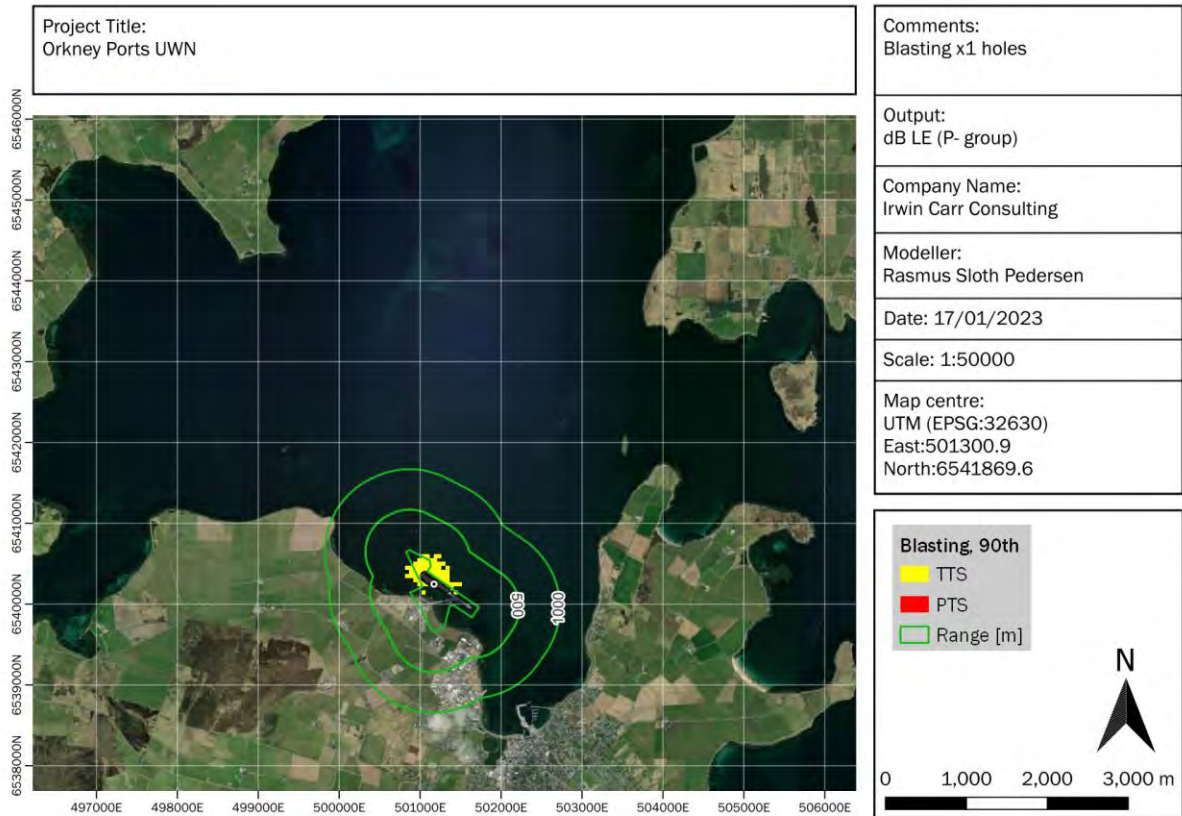 Project Title:
Orkney Ports UWN
Comments:
Blasting x1 holes
Output:
dB LE (P- group)
Company Name:
Irwin Carr Consulting
Modeller:
Rasmus Sloth Pedersen
Date: 17/01/2023
Scale: 1:50000
Map centre:
UTM (EPSG:32630)
East:501300.9
North:6541869.6
6546000N
6545000N
6544000N
6543000N
6542000N
6541000N
6540000N
6539000N
6538000N
500
1000
497000E
498000E
499000E
500000E
501000E
502000E
503000E
504000E
505000E
506000E
Blasting, 90th
TTS
PTS
Range [m]
N
0 1,000 2,000 3,000 m